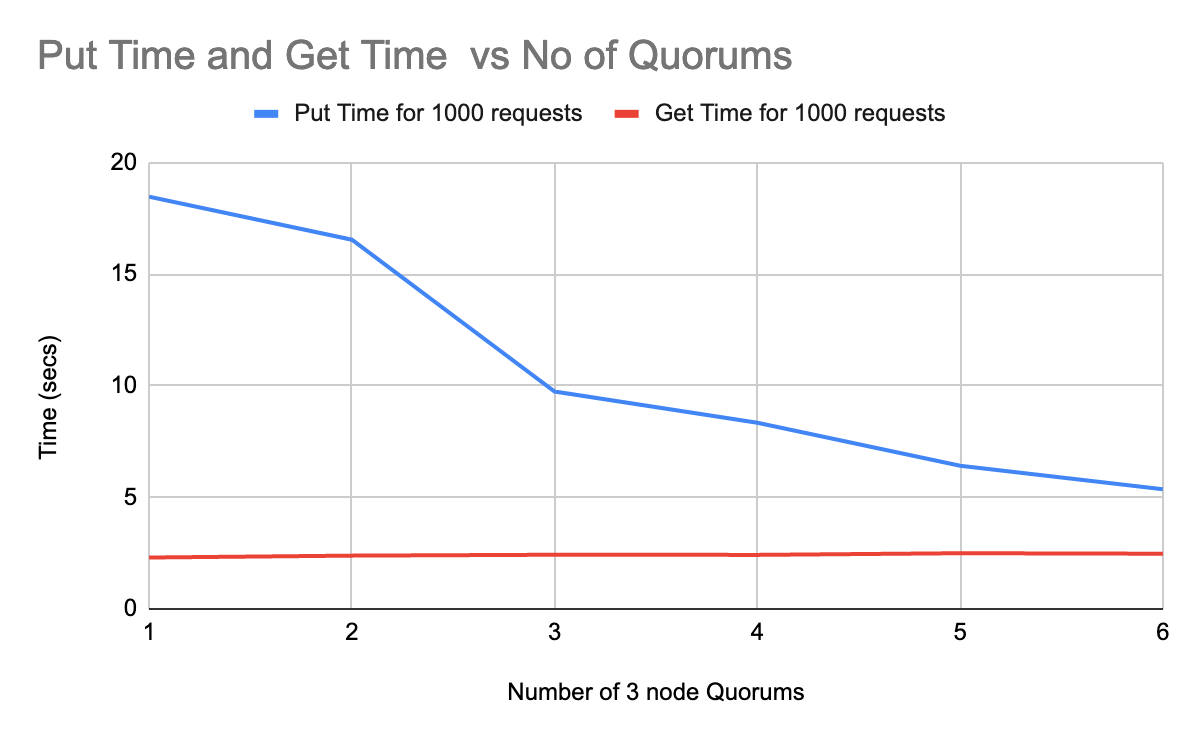 Put Time and Get Time  vs No of Quorums
Put Time for 1000 requests
Get Time for 1000 requests
20
15
10
5
0
Time (secs)
1
2
3
4
5
6
Number of 3 node Quorums